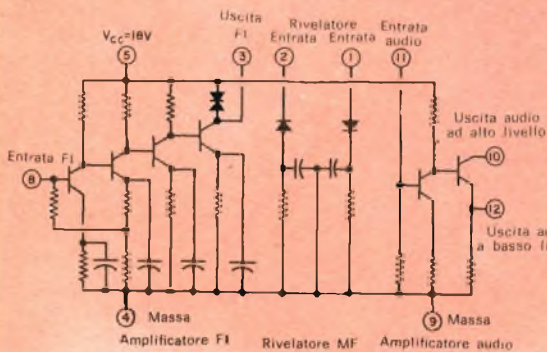 Uscita
FI
Rivelatore
Entrata Entrata
Entrata
audio
Vcc=18V
5
3
2
1
11
Entrata FI
8
Uscita audio
ad alto livello
10
12
Uscita
a basso
4 Massa
9 Massa
Amplificatore FI
Rivelatore MF
Amplificatore audio